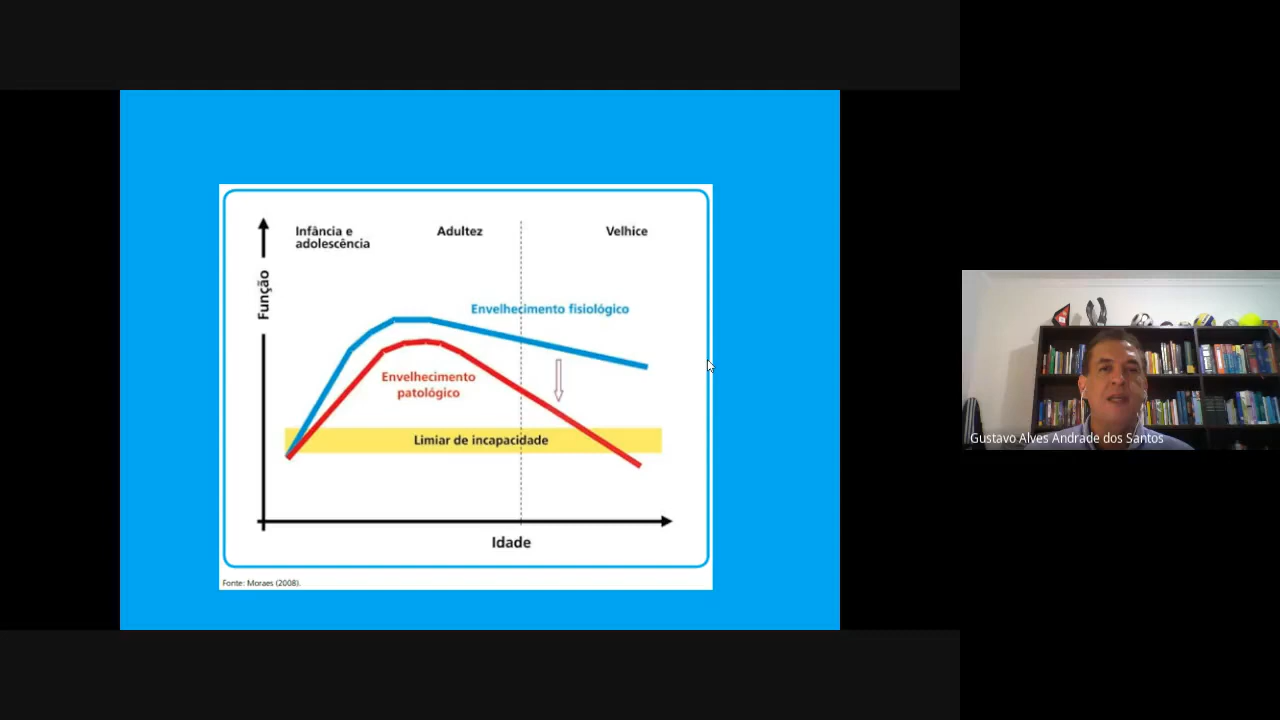 Infância e
adolescência
Adultez
Velhice
Função
Envelhecimento fisiológico
Envelhecimento
patológico
Limiar de incapacidade
Idade
Fonte: Moraes (2008).
Gustavo Alves Andrade dos Santos